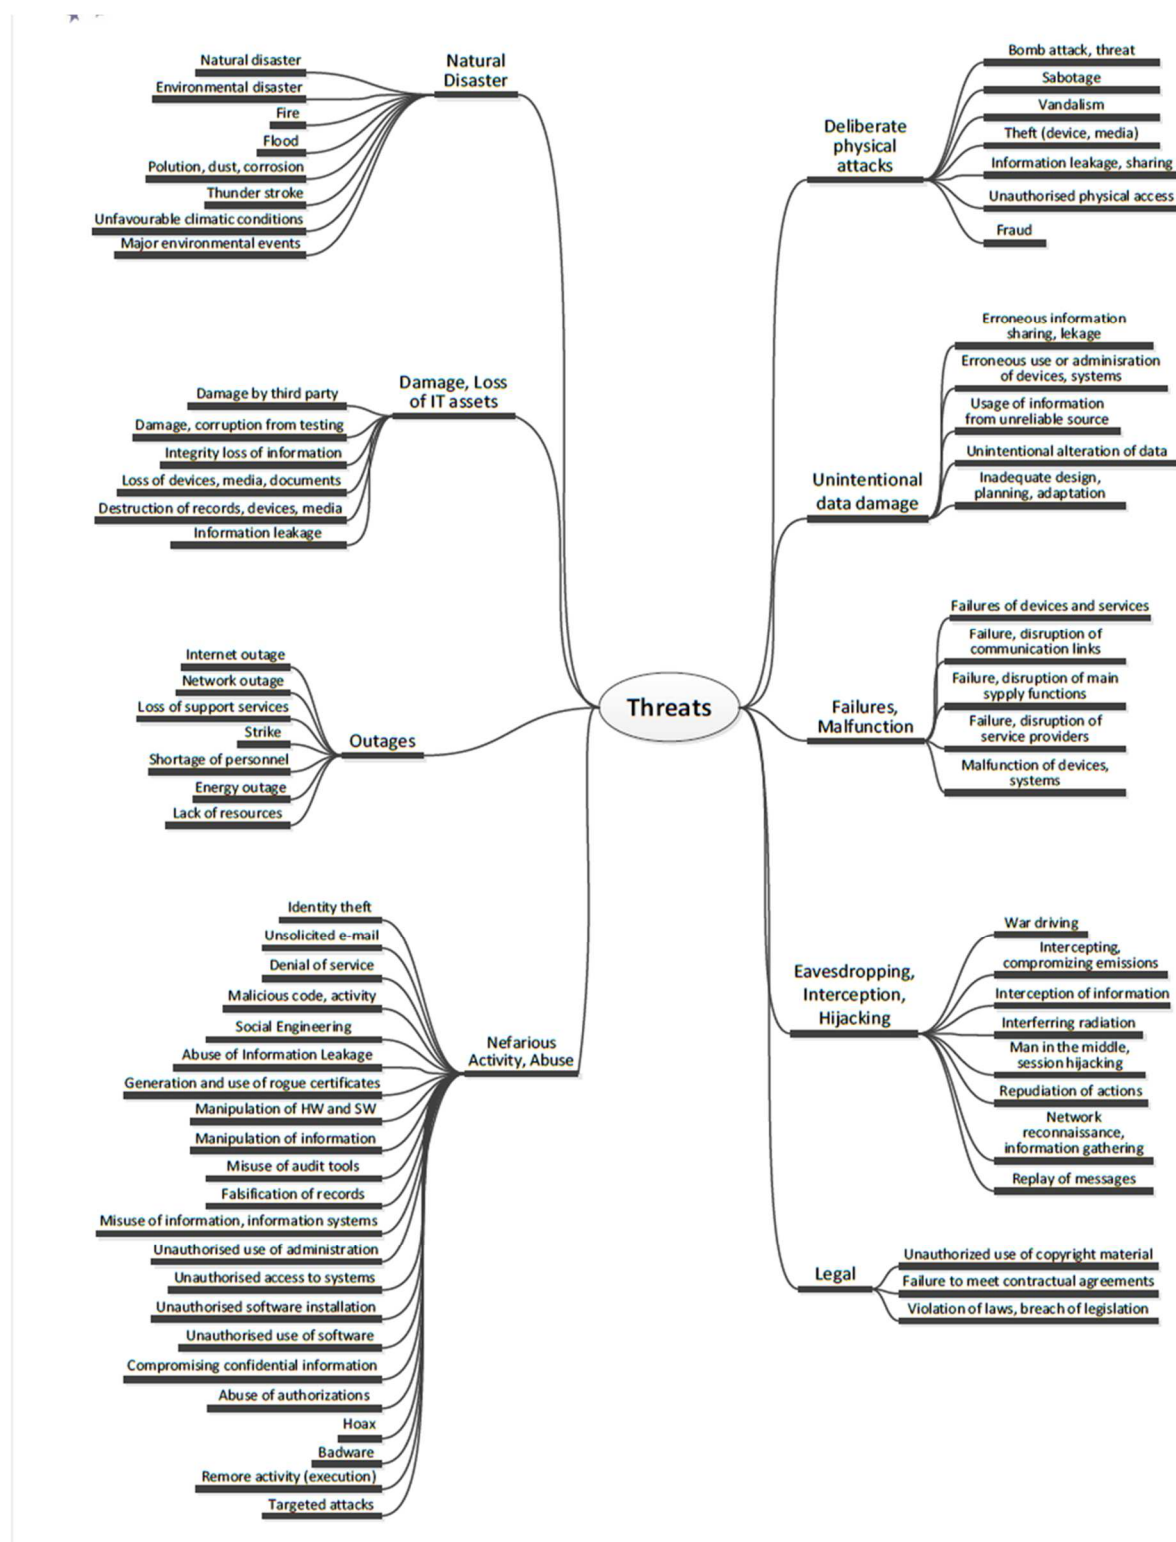 Natural
Disaster
Natural disaster
Environmental disaster
Fire
Flood
Polution, dust, corrosion
Thunder stroke
Unfavourable climatic conditions
Major environmental events
Damage, Loss
of IT assets
Damage by third party
Damage, corruption from testing
Integrity loss of information
Loss of devices, media, documents
Destruction of records, devices, media
Information leakage
Outages
Internet outage
Network outage
Loss of support services
Strike
Shortage of personnel
Energy outage
Lack of resources
Nefarious
Activity, Abuse
Identity theft
Unsolicited e-mail
Denial of service
Malicious code, activity
Social Engineering
Abuse of Information Leakage
Generation and use of rogue certificates
Manipulation of HW and SW
Manipulation of information
Misuse of audit tools
Falsification of records
Misuse of information, information systems
Unauthorised use of administration
Unauthorised access to systems
Unauthorised software installation
Unauthorised use of software
Compromising confidential information
Abuse of authorizations
Hoax
Badware
Remore activity (execution)
Targeted attacks
Threats
Deliberate
physical
attacks
Bomb attack, threat
Sabotage
Vandalism
Theft (device, media)
Information leakage, sharing
Unauthorised physical access
Fraud
Unintentional
data damage
Erroneous information
sharing, lekage
Erroneous use or adminisration
of devices, systems
Usage of information
from unreliable source
Unintentional alteration of data
Inadequate design,
planning, adaptation
Failures,
Malfunction
Failures of devices and services
Failure, disruption of
communication links
Failure, disruption of main
sypply functions
Failure, disruption of
service providers
Malfunction of devices,
systems
Eavesdropping,
Interception,
Hijacking
War driving
Intercepting,
compromizing emissions
Interception of information
Interferring radiation
Man in the middle,
session hijacking
Repudiation of actions
Network
reconnaissance,
information gathering
Replay of messages
Legal
Unauthorized use of copyright material
Failure to meet contractual agreements
Violation of laws, breach of legislation